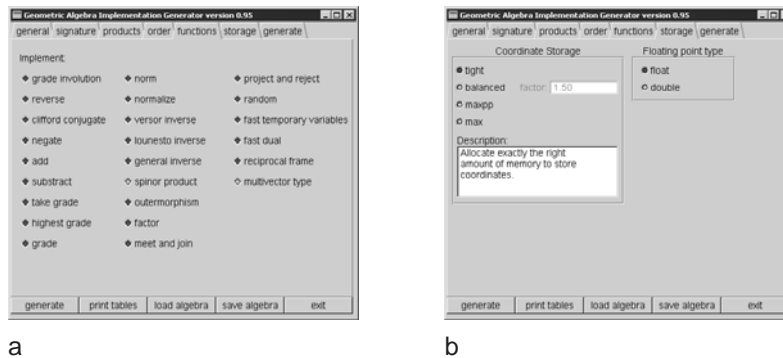 Geometric Algebra Implementation Generator version 0.95
general signature products order functions storage generate
Implement:
grade involution norm project and reject
reverse normalize random
clifford conjugate versor inverse fast temporary variables
negate lounesto inverse fast dual
add general inverse reciprocal frame
substract spinor product multivector type
take grade outermorphism
highest grade factor
grade meet and join
generate print tables load algebra save algebra exit
a
Geometric Algebra Implementation Generator version 0.95
general signature products order functions storage generate
Coordinate Storage
tight
balanced factor: 1.50
maxpp
max
Description:
Allocate exactly the right
amount of memory to store
coordinates.
Floating point type
float
double
generate print tables load algebra save algebra exit
b